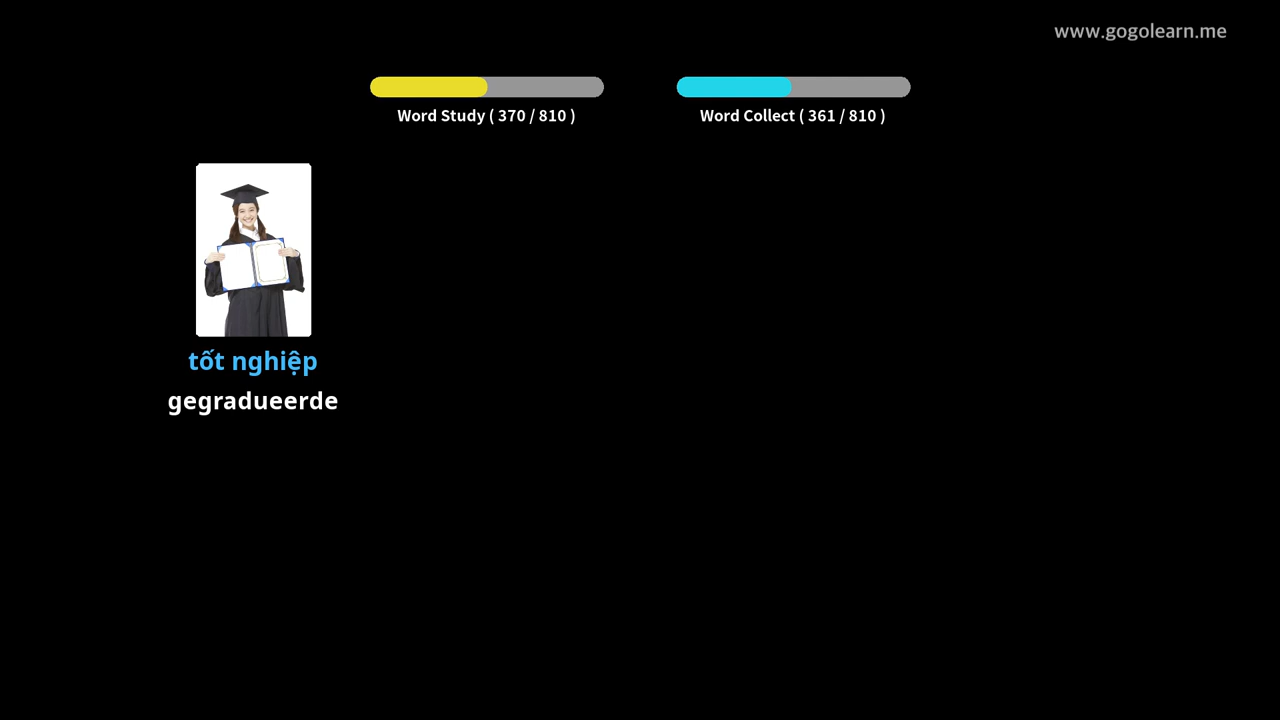 www.gogolearn.me
Word Study ( 370 / 810 )
Word Collect ( 361 / 810 )
tốt nghiệp
gegradueerde